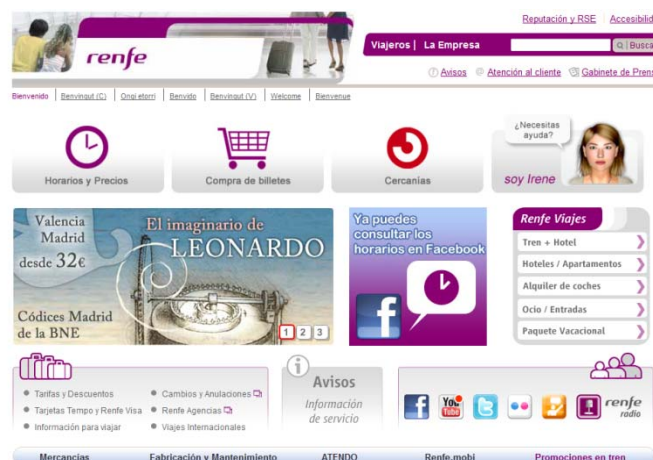 Reputación y RSE
Accesibilid
renfe
Viajeros | La Empresa
Busca
Avisos
Atención al cliente
Gabinete de Prens
Bienvenido | Benvingut (C) | Ongi etorri | Benvido | Benvingut (V) | Welcome | Bienvenue
Horarios y Precios
Compra de billetes
Cercanías
¿Necesitas
ayuda?
soy Irene
Valencia
Madrid
desde 32€
El imaginario de
LEONARDO
Códices Madrid
de la BNE
1 2 3
Ya puedes
consultar los
horarios en Facebook
f
Renfe Viajes
Tren + Hotel
Hoteles / Apartamentos
Alquiler de coches
Ocio / Entradas
Paquete Vacacional
Tarifas y Descuentos
Tarjetas Tempo y Renfe Visa
Información para viajar
Cambios y Anulaciones
Renfe Agencias
Viajes Internacionales
i
Avisos
Información
de servicio
f
You
Tube
renfe
radio
Mercancías
Fabricación y Mantenimiento
ATENDO
Renfe.mobi
Promociones en tren